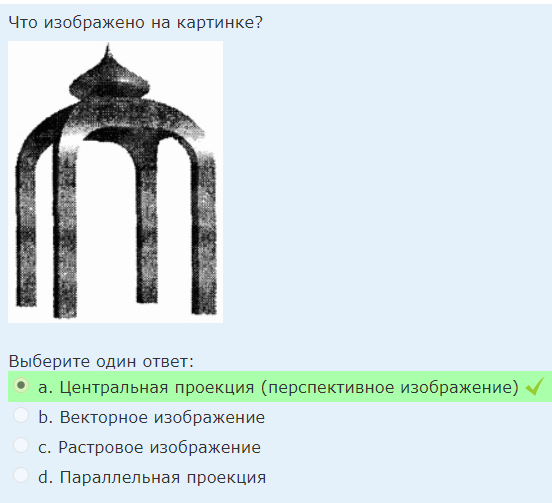 Что изображено на картинке?
Выберите один ответ:
a. Центральная проекция (перспективное изображение)
b. Векторное изображение
c. Растровое изображение
d. Параллельная проекция